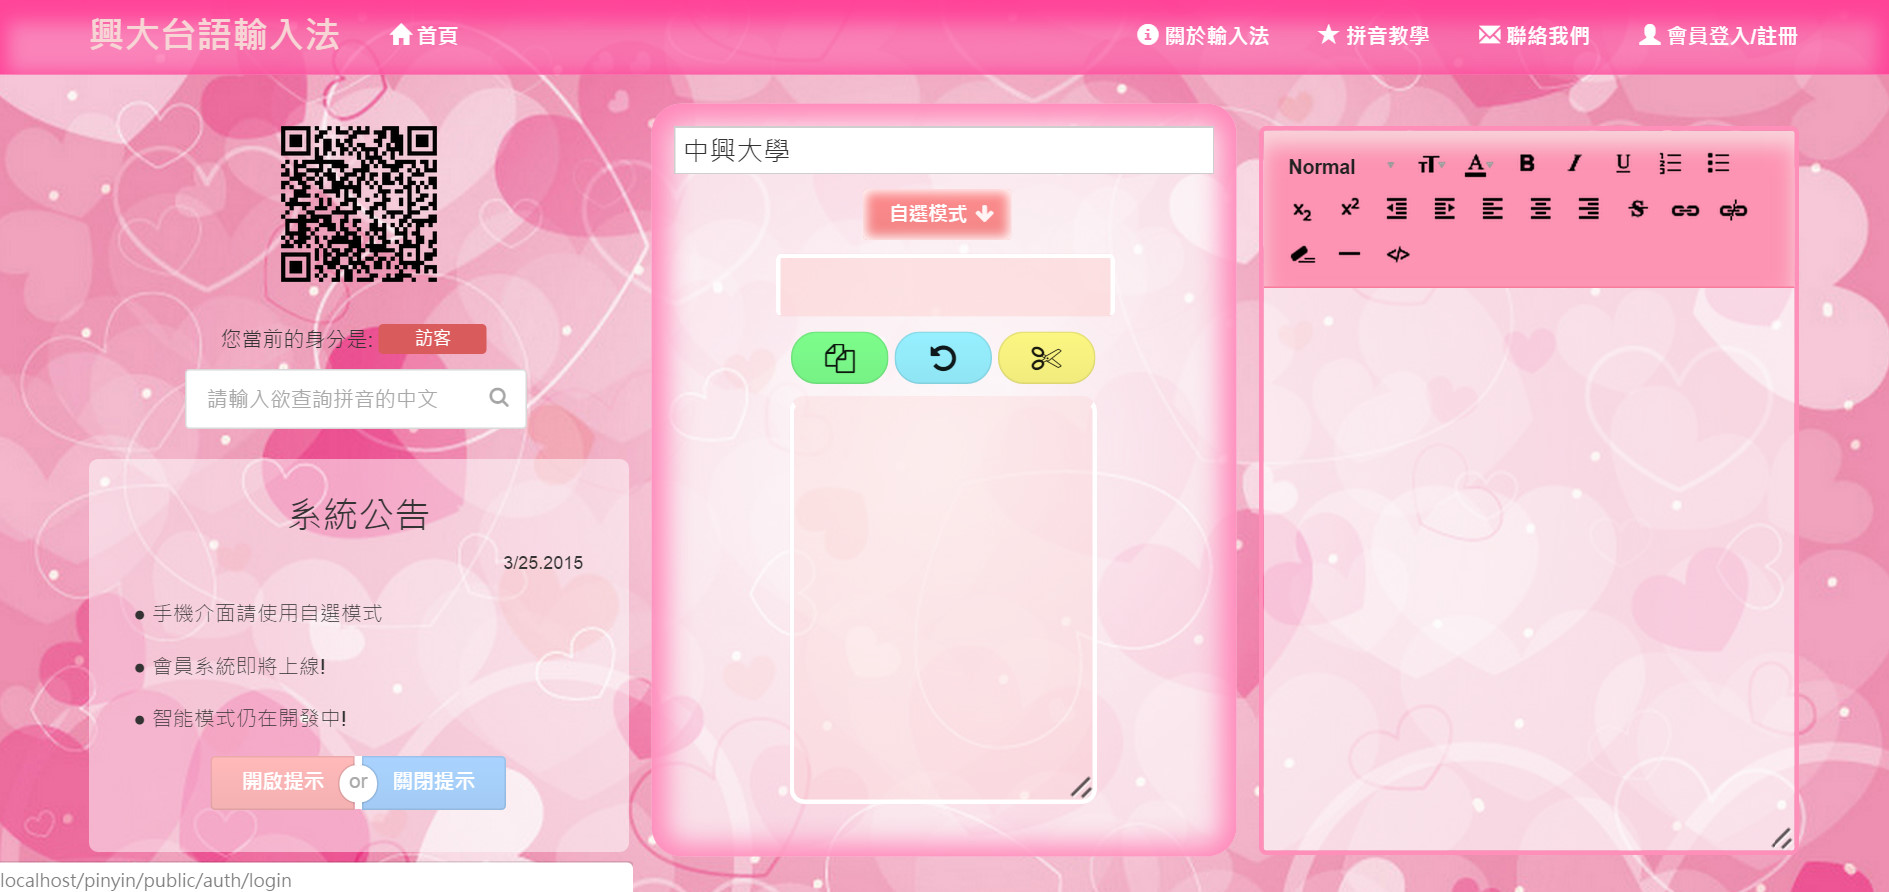 興大台語輸入法 首頁 關於輸入法 拼音教學 聯絡我們 會員登入/註冊
您當前的身分是: 訪客
請輸入欲查詢拼音的中文
系統公告
3/25.2015
● 手機介面請使用自選模式
● 會員系統即將上線!
● 智能模式仍在開發中!
開啟提示 or 關閉提示
中興大學
自選模式
Normal
localhost/pinyin/public/auth/login